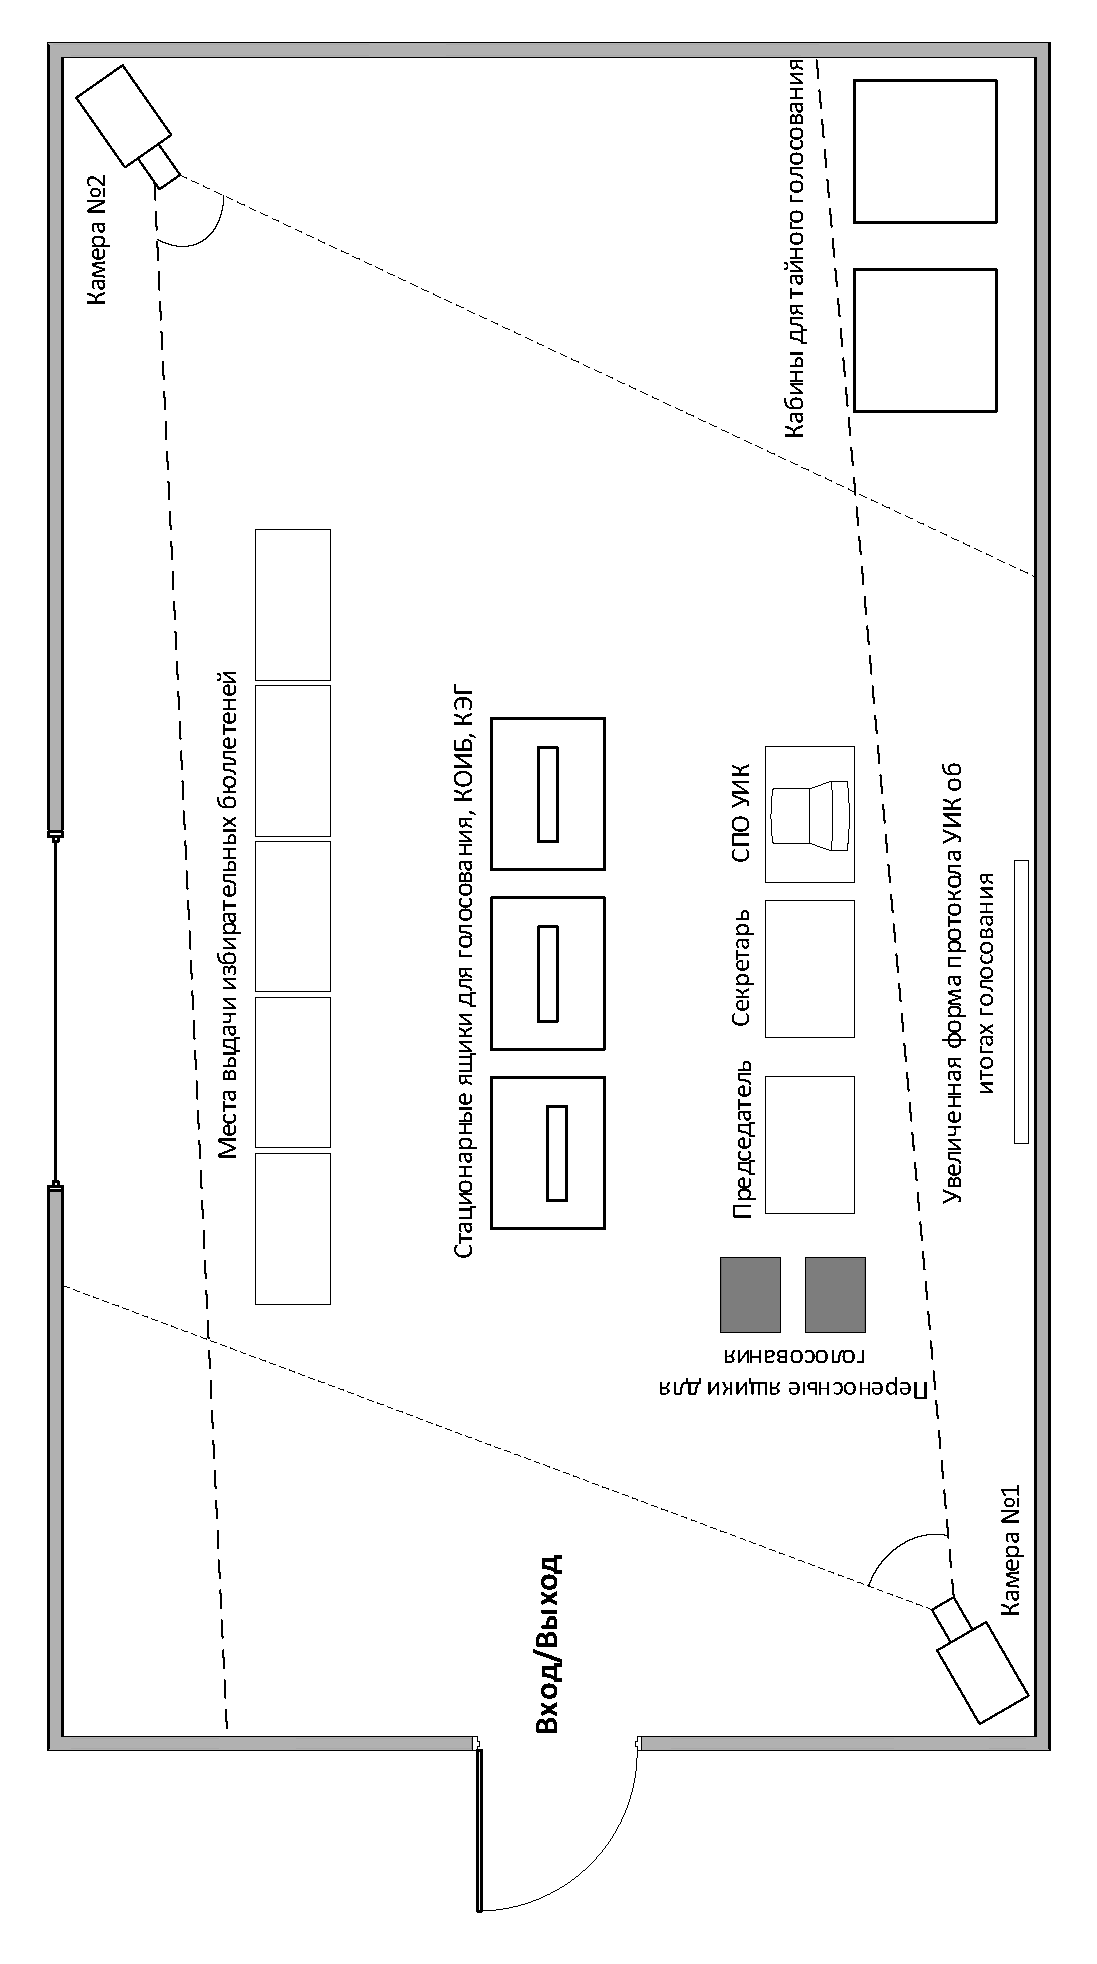 Камера №2
Кабины для тайного голосования
Места выдачи избирательных бюллетеней
Стационарные ящики для голосования, КОИБ, КЭГ
СПО УИК
Секретарь
Председатель
Увеличенная форма протокола УИК об
итогах голосования
Переносные ящики для
голосования
Вход/Выход
Камера №1